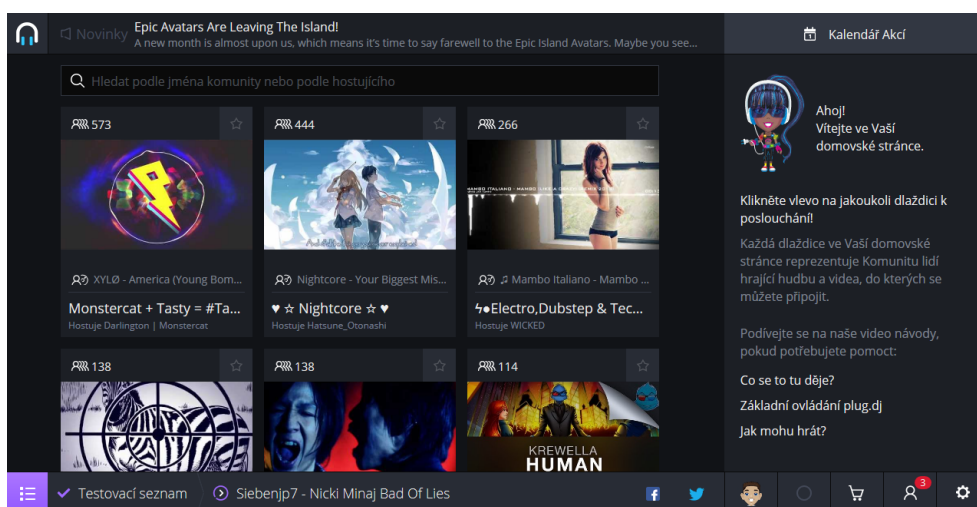 Novinky
Epic Avatars Are Leaving The Island!
A new month is almost upon us, which means it's time to say farewell to the Epic Island Avatars. Maybe you see...
1
Kalendář Akcí
Hledat podle jména komunity nebo podle hostujícího
573
444
266
XYLØ - America (Young Bom...
Nightcore - Your Biggest Mis...
♫ Mambo Italiano - Mambo ...
Monstercat + Tasty = #Ta...
♥ ☆ Nightcore ☆ ♥
ϟ●Electro,Dubstep & Tec...
Hostuje Darlington | Monstercat
Hostuje Hatsune_Otonashi
Hostuje WICKED
138
138
114
KREWELLA
HUMAN
Ahoj!
Vítejte ve Vaší
domovské stránce.
Klikněte vlevo na jakoukoli dlaždici k
poslouchání!
Každá dlaždice ve Vaší domovské
stránce reprezentuje Komunitu lidí
hrající hudbu a videa, do kterých se
můžete připojit.
Podívejte se na naše video návody,
pokud potřebujete pomoct:
Co se to tu děje?
Základní ovládání plug.dj
Jak mohu hrát?
Testovací seznam
Siebenjp7 - Nicki Minaj Bad Of Lies
3